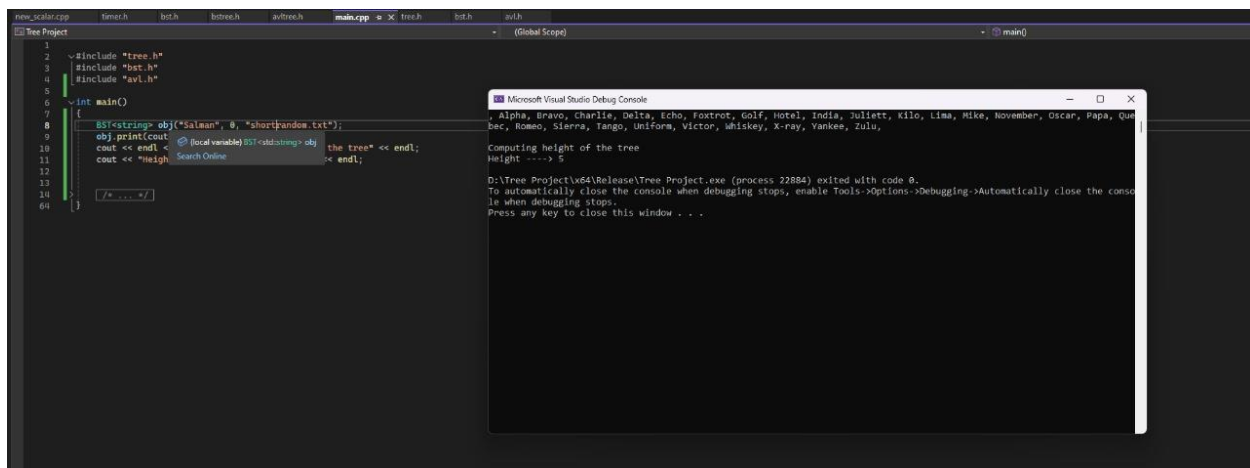 new_scalar.cpp timer.h bst.h bstree.h avltree.h main.cpp tree.h bst.h avl.h
Tree Project (Global Scope) main()
1
2 #include "tree.h"
3 #include "bst.h"
4 #include "avl.h"
5
6 int main()
7 {
8 BST<string> obj("Salman", 0, "shortrandom.txt");
9 obj.print(cout
10 cout << endl < the tree" << endl;
11 cout << "Heigh << endl;
12
13
14 /* ... */
64 }
(local variable) BST<std::string> obj
Search Online
Microsoft Visual Studio Debug Console
, Alpha, Bravo, Charlie, Delta, Echo, Foxtrot, Golf, Hotel, India, Juliett, Kilo, Lima, Mike, November, Oscar, Papa, Que
bec, Romeo, Sierra, Tango, Uniform, Victor, Whiskey, X-ray, Yankee, Zulu,
Computing height of the tree
Height ----> 5
D:\Tree Project\x64\Release\Tree Project.exe (process 22884) exited with code 0.
To automatically close the console when debugging stops, enable Tools->Options->Debugging->Automatically close the conso
le when debugging stops.
Press any key to close this window . . .